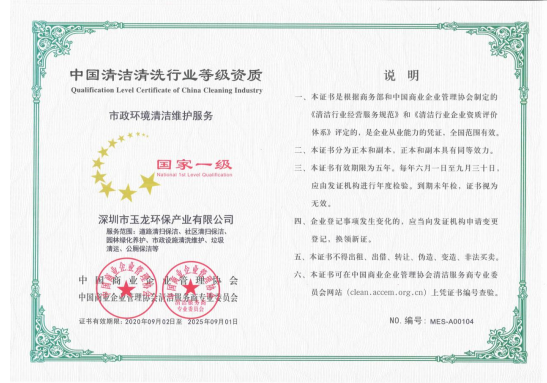 中国清洁清洗行业等级资质
Qualification Level Certificate of China Cleaning Industry
市政环境清洁维护服务
国家一级
National 1st Level Qualification
深圳市玉龙环保产业有限公司
服务范围：道路清扫保洁、社区清扫保洁、
园林绿化养护、市政设施清洗维护、垃圾
清运、公厕保洁等
中国商业企业管理协会
中国商业企业管理协会清洁服务商专业委员会
证书有效期：2020年09月02日至 2025年09月01日
说 明
一、本证书是根据商务部和中国商业企业管理协会制定的
《清洁行业经营服务规范》和《清洁行业企业资质评价
体系》评定的，是企业从业能力的凭证，全国范围有效。
二、本证书分为正本和副本，正本和副本具有同等效力。
三、本证书有效期限为五年。每年六月一日至九月三十日，
应由发证机构进行年度检验。到期未年检，证书视为
无效。
四、企业登记事项发生变化的，应当向发证机构申请变更
登记，换领新证。
五、本证书不得出租、出借、转让、伪造、变造、非法买卖。
六、本证书可在中国商业企业管理协会清洁服务商专业委
员会网站（clean.accem.org.cn）上凭证书编号查验。
NO. 编号：MES-A00104